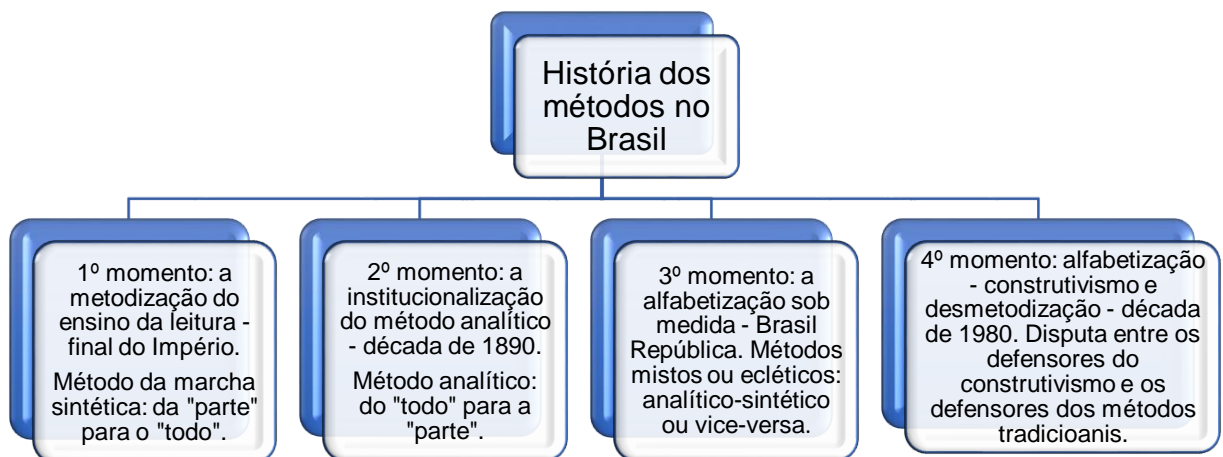 História dos
métodos no
Brasil
1º momento: a
metodização do
ensino da leitura -
final do Império.
Método da marcha
sintética: da "parte"
para o "todo".
2º momento: a
institucionalização
do método analítico
- década de 1890.
Método analítico:
do "todo" para a
"parte".
3º momento: a
alfabetização sob
medida - Brasil
República. Métodos
mistos ou ecléticos:
analítico-sintético
ou vice-versa.
4º momento: alfabetização
- construtivismo e
desmetodização - década
de 1980. Disputa entre os
defensores do
construtivismo e os
defensores dos métodos
tradicioanis.